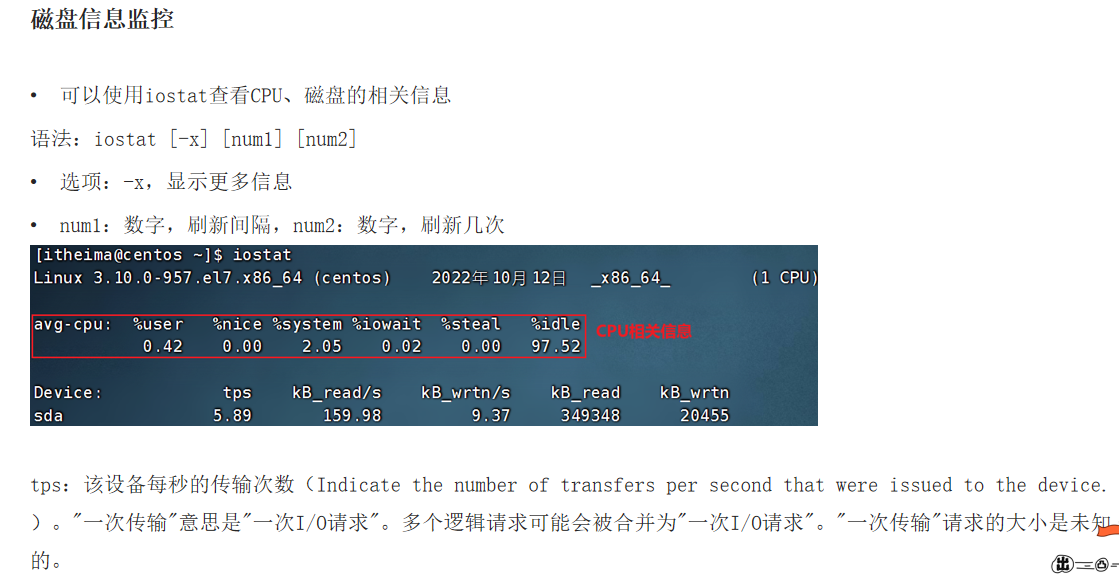 磁盘信息监控
• 可以使用iostat查看CPU、磁盘的相关信息
语法：iostat [-x] [num1] [num2]
• 选项：-x，显示更多信息
• num1：数字，刷新间隔，num2：数字，刷新几次
[itheima@centos ~]$ iostat
Linux 3.10.0-957.el7.x86_64 (centos) 2022年10月12日 _x86_64_ (1 CPU)
avg-cpu: %user %nice %system %iowait %steal %idle
0.42 0.00 2.05 0.02 0.00 97.52
CPU相关信息
Device: tps kB_read/s kB_wrtn/s kB_read kB_wrtn
sda 5.89 159.98 9.37 349348 20455
tps：该设备每秒的传输次数（Indicate the number of transfers per second that were issued to the device.
）。"一次传输"意思是"一次I/O请求"。多个逻辑请求可能会被合并为"一次I/O请求"。"一次传输"请求的大小是未知
的。